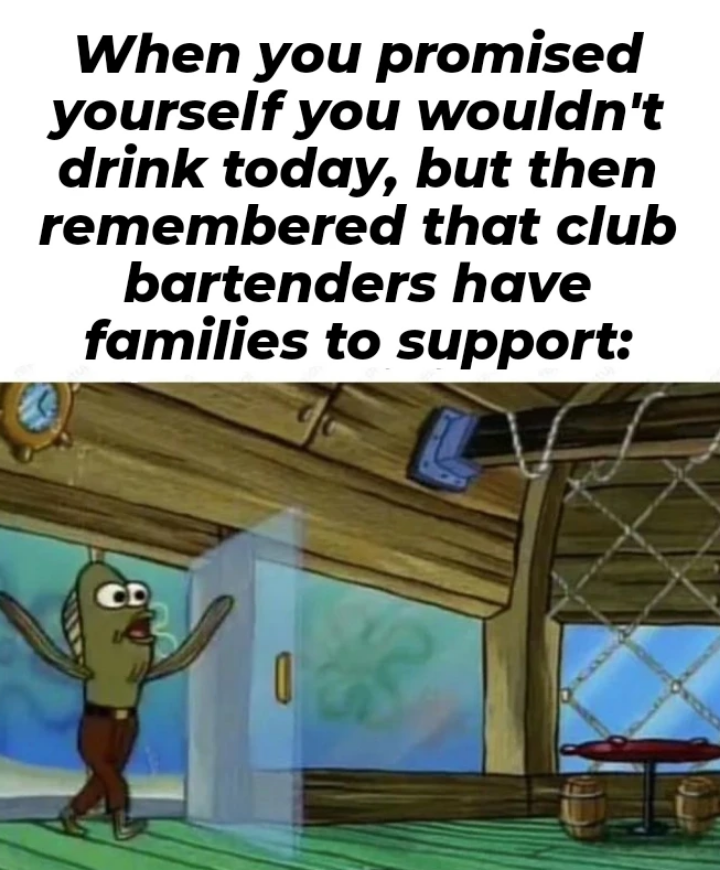 When you promised
yourself you wouldn't
drink today, but then
remembered that club
bartenders have
families to support: